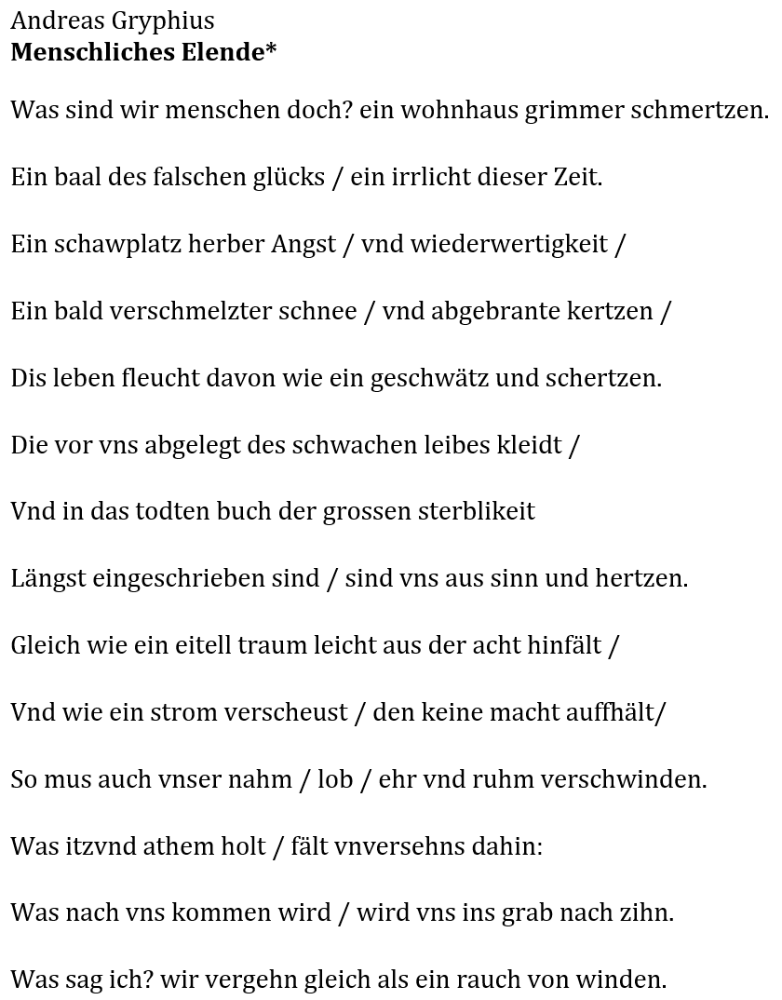 Andreas Gryphius
Menschliches Elende*
Was sind wir menschen doch? ein wohnhaus grimmer schmertzen.
Ein baal des falschen glücks / ein irrlicht dieser Zeit.
Ein schawplatz herber Angst / vnd wiederwertigkeit /
Ein bald verschmelzter schnee / vnd abgebrante kertzen /
Dis leben fleucht davon wie ein geschwätz und schertzen.
Die vor vns abgelegt des schwachen leibes kleidt /
Vnd in das todten buch der grossen sterblikeit
Längst eingeschrieben sind / sind vns aus sinn und hertzen.
Gleich wie ein eitell traum leicht aus der acht hinfält /
Vnd wie ein strom verscheust / den keine macht auffhält/
So mus auch vnser nahm / lob / ehr vnd ruhm verschwinden.
Was itzvnd athem holt / fält vnversehns dahin:
Was nach vns kommen wird / wird vns ins grab nach zihn.
Was sag ich? wir vergehn gleich als ein rauch von winden.